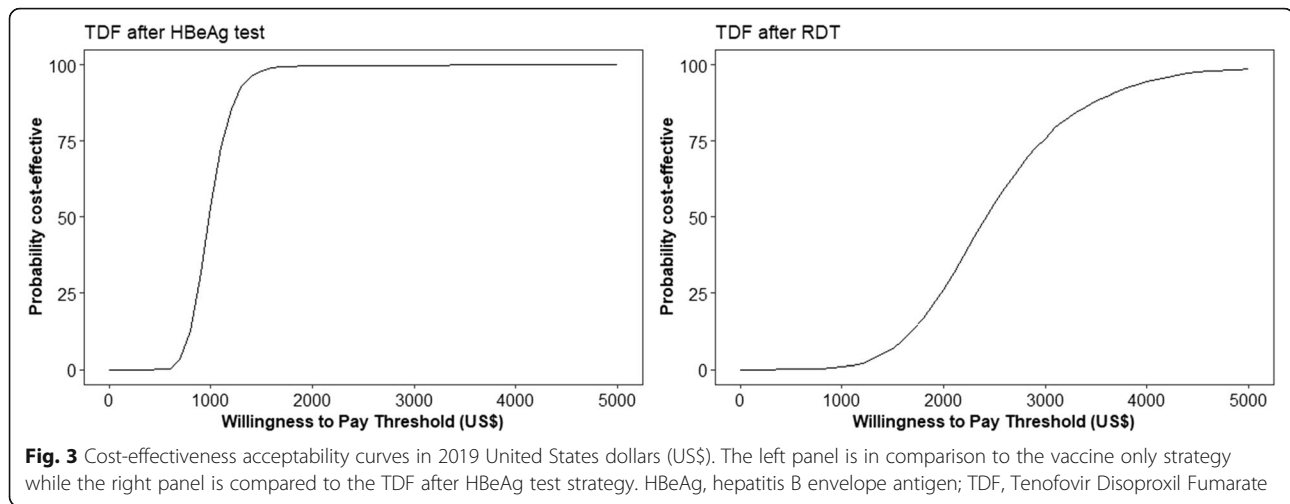 TDF after HBeAg test
100
75
50
25
0
Probability cost-effective
0 1000 2000 3000 4000 5000
Willingness to Pay Threshold (US$)
TDF after RDT
100
75
50
25
0
Probability cost-effective
0 1000 2000 3000 4000 5000
Willingness to Pay Threshold (US$)
Fig. 3 Cost-effectiveness acceptability curves in 2019 United States dollars (US$). The left panel is in comparison to the vaccine only strategy
while the right panel is compared to the TDF after HBeAg test strategy. HBeAg, hepatitis B envelope antigen; TDF, Tenofovir Disoproxil Fumarate